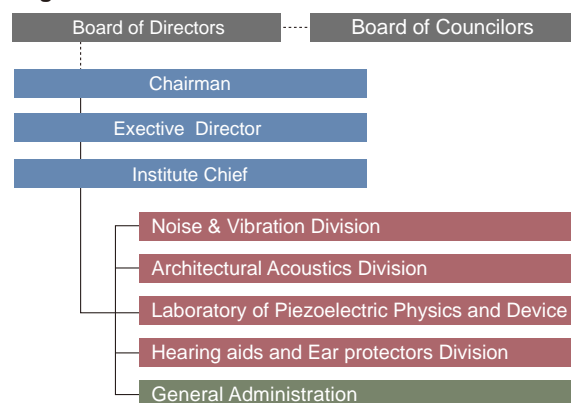 Board of Directors
Board of Councilors
Chairman
Exective Director
Institute Chief
Noise & Vibration Division
Architectural Acoustics Division
Laboratory of Piezoelectric Physics and Device
Hearing aids and Ear protectors Division
General Administration